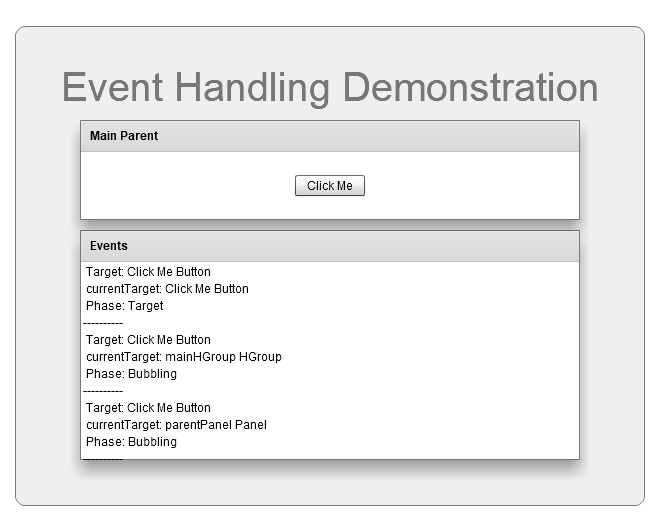 Event Handling Demonstration
Main Parent
Click Me
Events
Target: Click Me Button
currentTarget: Click Me Button
Phase: Target
----------
Target: Click Me Button
currentTarget: mainHGroup HGroup
Phase: Bubbling
----------
Target: Click Me Button
currentTarget: parentPanel Panel
Phase: Bubbling
----------